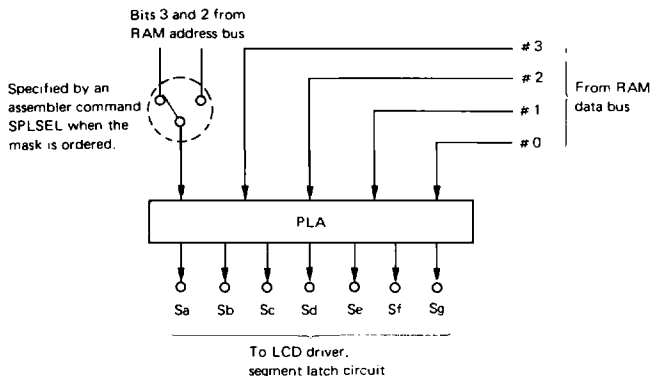 Bits 3 and 2 from
RAM address bus
Specified by an
assembler command
SPLSEL when the
mask is ordered.
#3
#2
#1
#0
From RAM
data bus
PLA
Sa Sb Sc Sd Se Sf Sg
To LCD driver,
segment latch circuit